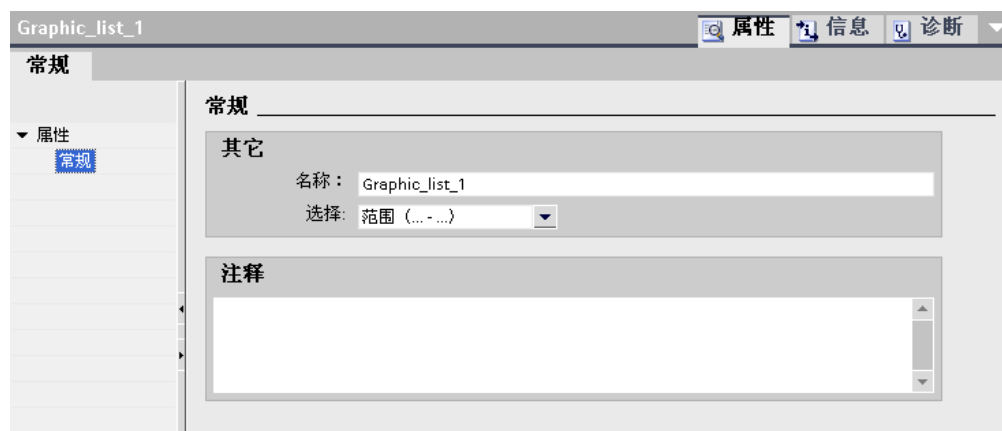 Graphic_list_1 属性 信息 诊断
常规
常规
属性
常规
其它
名称： Graphic_list_1
选择: 范围 (... - ...)
注释